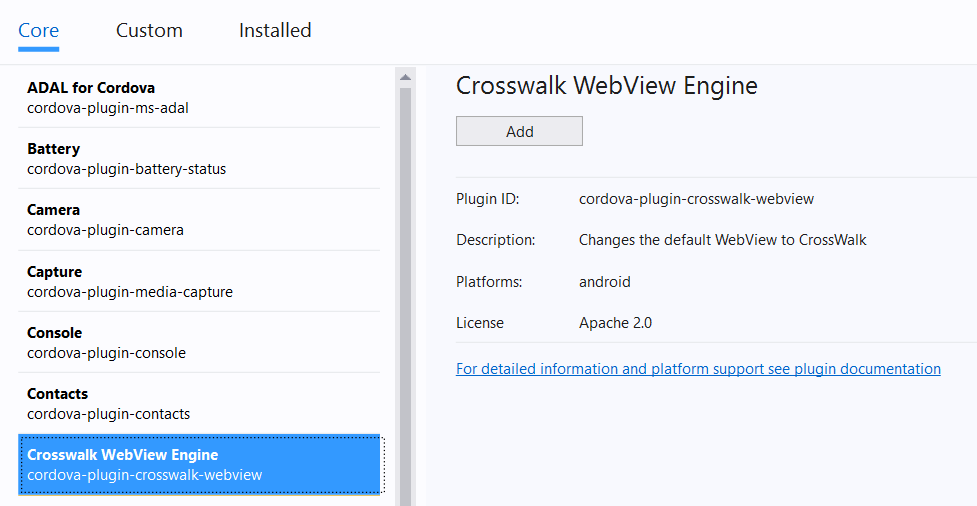 Core Custom Installed
ADAL for Cordova
cordova-plugin-ms-adal
Battery
cordova-plugin-battery-status
Camera
cordova-plugin-camera
Capture
cordova-plugin-media-capture
Console
cordova-plugin-console
Contacts
cordova-plugin-contacts
Crosswalk WebView Engine
cordova-plugin-crosswalk-webview
Crosswalk WebView Engine
Add
Plugin ID: cordova-plugin-crosswalk-webview
Description: Changes the default WebView to CrossWalk
Platforms: android
License Apache 2.0
For detailed information and platform support see plugin documentation